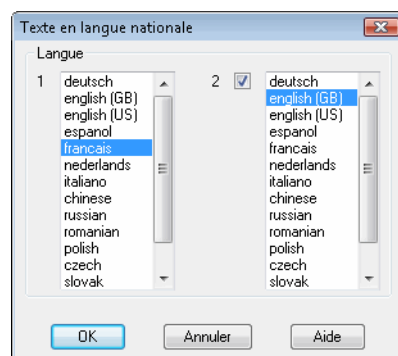 Texte en langue nationale
Langue
1
deutsch
english (GB)
english (US)
espanol
francais
nederlands
italiano
chinese
russian
romanian
polish
czech
slovak
2
deutsch
english (GB)
english (US)
espanol
francais
nederlands
italiano
chinese
russian
romanian
polish
czech
slovak
OK
Annuler
Aide